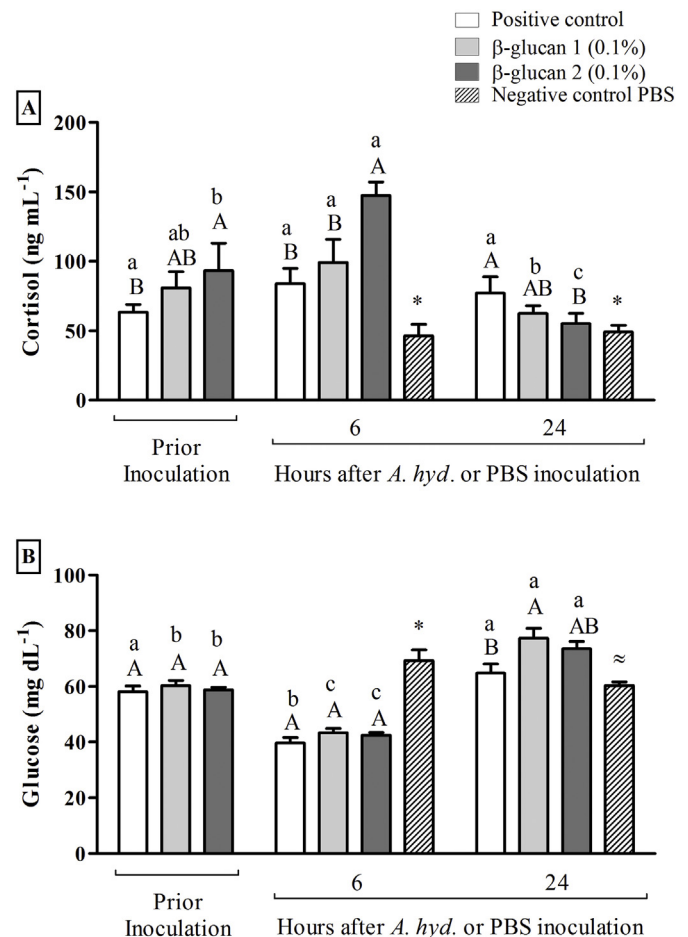 Positive control
β-glucan 1 (0.1%)
β-glucan 2 (0.1%)
Negative control PBS
A
Cortisol (ng mL⁻¹)
200
150
100
50
0
a
B
ab
AB
b
A
a
B
a
B
a
A
*
a
A
b
AB
c
B
*
Prior
Inoculation
6
24
Hours after A. hyd. or PBS inoculation
B
Glucose (mg dL⁻¹)
100
80
60
40
20
0
a
A
b
A
b
A
b
A
c
A
c
A
*
a
B
a
A
a
AB
≈
Prior
Inoculation
6
24
Hours after A. hyd. or PBS inoculation